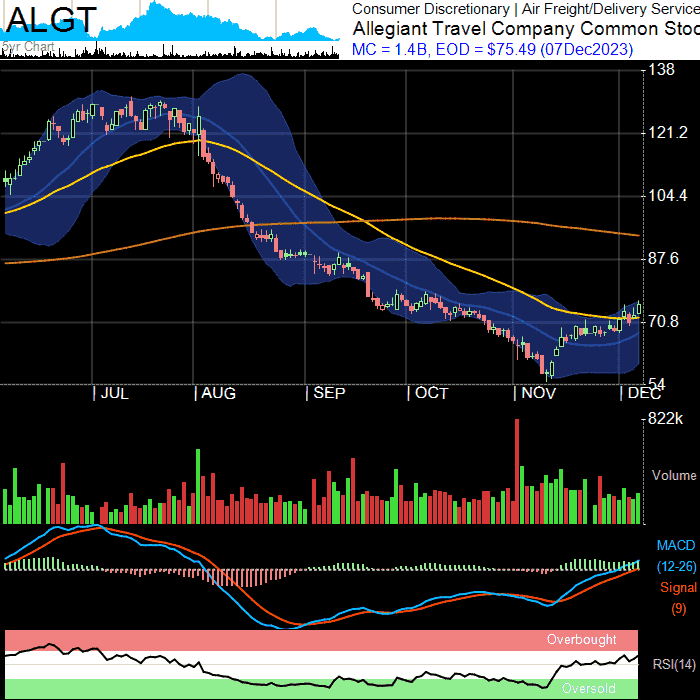 ALGT
5yr Chart
Consumer Discretionary | Air Freight/Delivery Service
Allegiant Travel Company Common Stoc
MC = 1.4B, EOD = $75.49 (07Dec2023)
138
121.2
104.4
87.6
70.8
54
| JUL | AUG | SEP | OCT | NOV | DEC
822k
Volume
MACD
(12-26)
Signal
(9)
Overbought
RSI(14)
Oversold